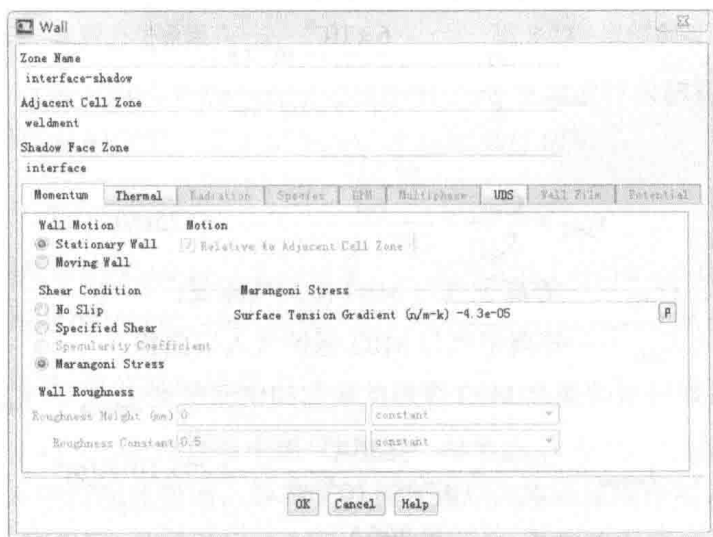 Wall
Zone Name
interface-shadow
Adjacent Cell Zone
weldment
Shadow Face Zone
interface
Momentum Thermal Radiation Species DPM Multiphase UDS Wall Film Potential
Wall Motion Motion
Stationary Wall Relative to Adjacent Cell Zone
Moving Wall
Shear Condition Marangoni Stress
No Slip Surface Tension Gradient (n/m-k) -4.3e-05 P
Specified Shear
Specularity Coefficient
Marangoni Stress
Wall Roughness
Roughness Height (mm) 0 constant
Roughness Constant 0.5 constant
OK Cancel Help